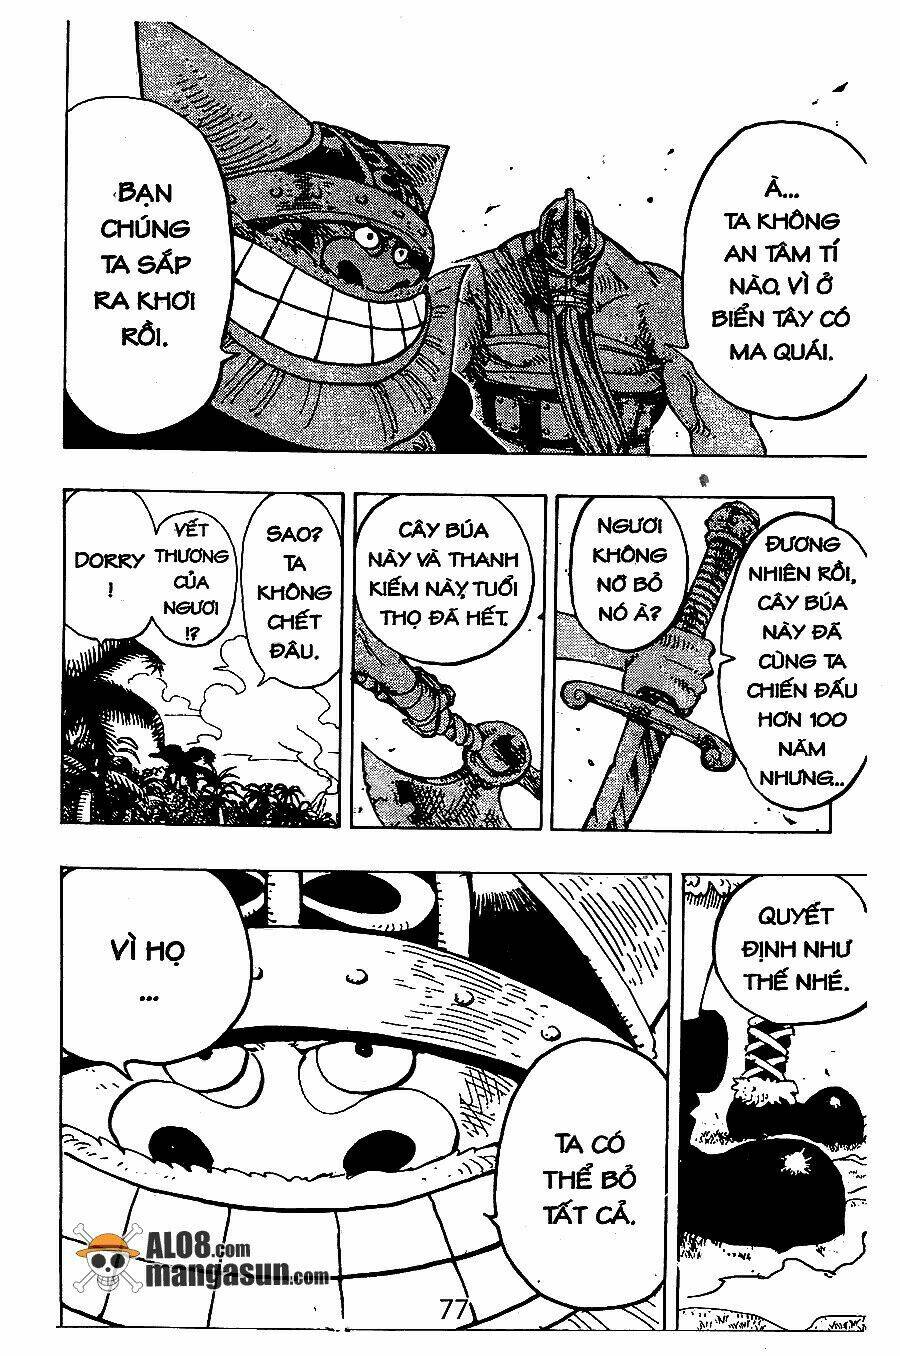 À...
TA KHÔNG
AN TÂM TÍ
NÀO. VÌ Ở
BIỂN TÂY CÓ
MA QUÁI.
BẠN
CHÚNG
TA SẮP
RA KHƠI
RỒI.
ĐƯƠNG
NHIÊN RỒI,
CÂY BÚA
NÀY ĐÃ
CÙNG TA
CHIẾN ĐẤU
HƠN 100
NĂM
NHƯNG...
NGƯƠI
KHÔNG
NỠ BỎ
NÓ À?
CÂY BÚA
NÀY VÀ THANH
KIẾM NÀY, TUỔI
THỌ ĐÃ HẾT.
SAO?
TA
KHÔNG
CHẾT
ĐÂU.
VẾT
THƯƠNG
CỦA
NGƯƠI
!?
DORRY
!
QUYẾT
ĐỊNH NHƯ
THẾ NHÉ.
TA CÓ
THỂ BỎ
TẤT CẢ.
VÌ HỌ
...
ALO8.com
mangasun.com
77